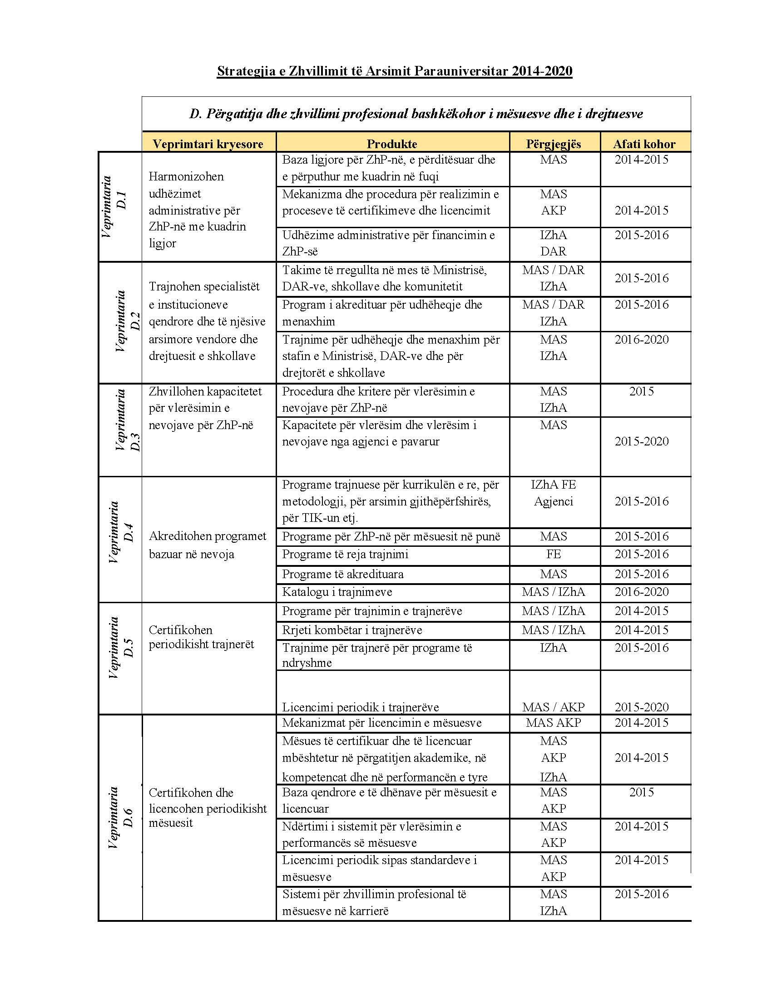 Strategjia e Zhvillimit të Arsimit Parauniversitar 2014-2020
D. Përgatitja dhe zhvillimi profesional bashkëkohor i mësuesve dhe i drejtuesve
Veprimtari kryesore Produkte Përgjegjës Afati kohor
Veprimtaria
D.1
Harmonizohen
udhëzimet
administrative për
ZhP-në me kuadrin
ligjor
Baza ligjore për ZhP-në, e përditësuar dhe
e përputhur me kuadrin në fuqi
MAS
2014-2015
Mekanizma dhe procedura për realizimin e
proceseve të certifikimeve dhe licencimit
MAS
AKP
2014-2015
Udhëzime administrative për financimin e
ZhP-së
IZhA
DAR
2015-2016
Veprimtaria
D.2
Trajnohen specialistët
e institucioneve
qendrore dhe të njësive
arsimore vendore dhe
drejtuesit e shkollave
Takime të rregullta në mes të Ministrisë,
DAR-ve, shkollave dhe komunitetit
MAS / DAR
IZhA
2015-2016
Program i akredituar për udhëheqje dhe
menaxhim
MAS / DAR
IZhA
2015-2016
Trajnime për udhëheqje dhe menaxhim për
stafin e Ministrisë, DAR-ve dhe për
drejtorët e shkollave
MAS
IZhA
2016-2020
Veprimtaria
D.3
Zhvillohen kapacitetet
për vlerësimin e
nevojave për ZhP-në
Procedura dhe kritere për vlerësimin e
nevojave për ZhP-në
MAS
IZhA
2015
Kapacitete për vlerësim dhe vlerësim i
nevojave nga agjenci e pavarur
MAS
2015-2020
Veprimtaria
D.4
Akreditohen programet
bazuar në nevoja
Programe trajnuese për kurrikulën e re, për
metodologji, për arsimin gjithëpërfshirës,
për TIK-un etj.
IZhA FE
Agjenci
2015-2016
Programe për ZhP-në për mësuesit në punë MAS 2015-2016
Programe të reja trajnimi FE 2015-2016
Programe të akredituara MAS 2015-2016
Katalogu i trajnimeve MAS / IZhA 2016-2020
Veprimtaria
D.5
Certifikohen
periodikisht trajnerët
Programe për trajnimin e trajnerëve MAS / IZhA 2014-2015
Rrjeti kombëtar i trajnerëve MAS / IZhA 2014-2015
Trajnime për trajnerë për programe të
ndryshme
IZhA
2015-2016
Licencimi periodik i trajnerëve MAS / AKP 2015-2020
Veprimtaria
D.6
Certifikohen dhe
licencohen periodikisht
mësuesit
Mekanizmat për licencimin e mësuesve MAS AKP 2014-2015
Mësues të certifikuar dhe të licencuar
mbështetur në përgatitjen akademike, në
kompetencat dhe në performancën e tyre
MAS
AKP
IZhA
2014-2015
Baza qendrore e të dhënave për mësuesit e
licencuar
MAS
AKP
2015
Ndërtimi i sistemit për vlerësimin e
performancës së mësuesve
MAS
AKP
2014-2015
Licencimi periodik sipas standardeve i
mësuesve
MAS
AKP
2014-2015
Sistemi për zhvillimin profesional të
mësuesve në karrierë
MAS
IZhA
2015-2016